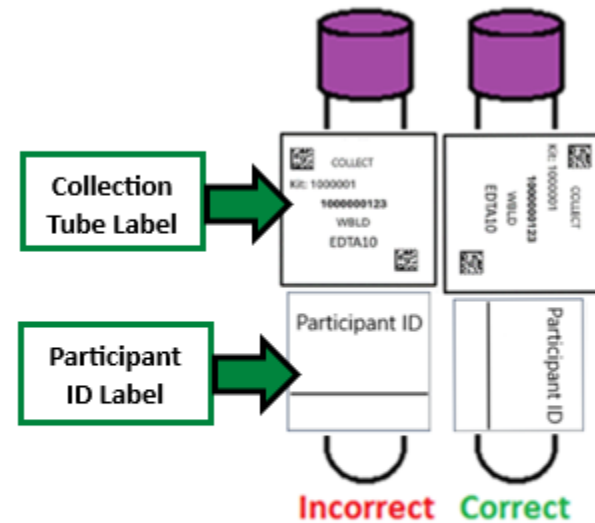 Collection
Tube Label
COLLECT
Kit: 1000001
1000000123
WBLD
EDTA10
COLLECT
Kit: 1000001
1000000123
WBLD
EDTA10
Participant
ID Label
Participant ID
Participant ID
Incorrect
Correct